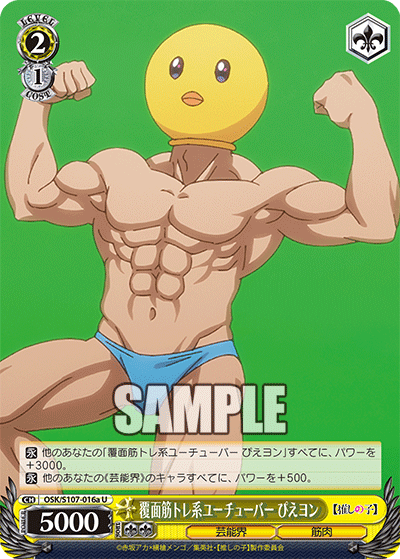 LEVEL
2
1
COST
SAMPLE
永 他のあなたの「覆面筋トレ系ユーチューバー ぴえヨン」すべてに、パワーを
+3000。
永 他のあなたの《芸能界》のキャラすべてに、パワーを+500。
CH OSK/S107-016a U
POWER
5000
覆面筋トレ系ユーチューバー ぴえヨン
【推しの子】
芸能界
筋肉
©赤坂アカ×横槍メンゴ/集英社・【推しの子】製作委員会